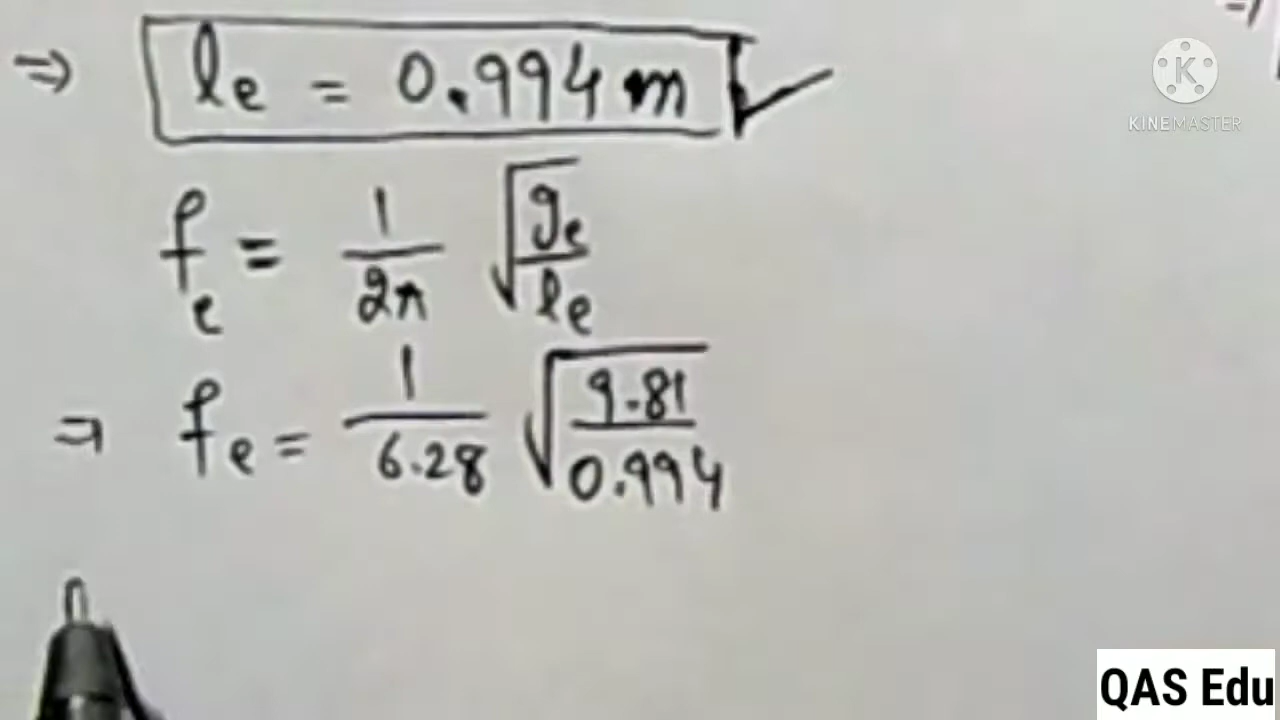 ⇒ le = 0.994 m ✓
K
KINEMASTER
fe = 1/2π √(ge/le)
⇒ fe = 1/6.28 √(9.81/0.994)
QAS Edu